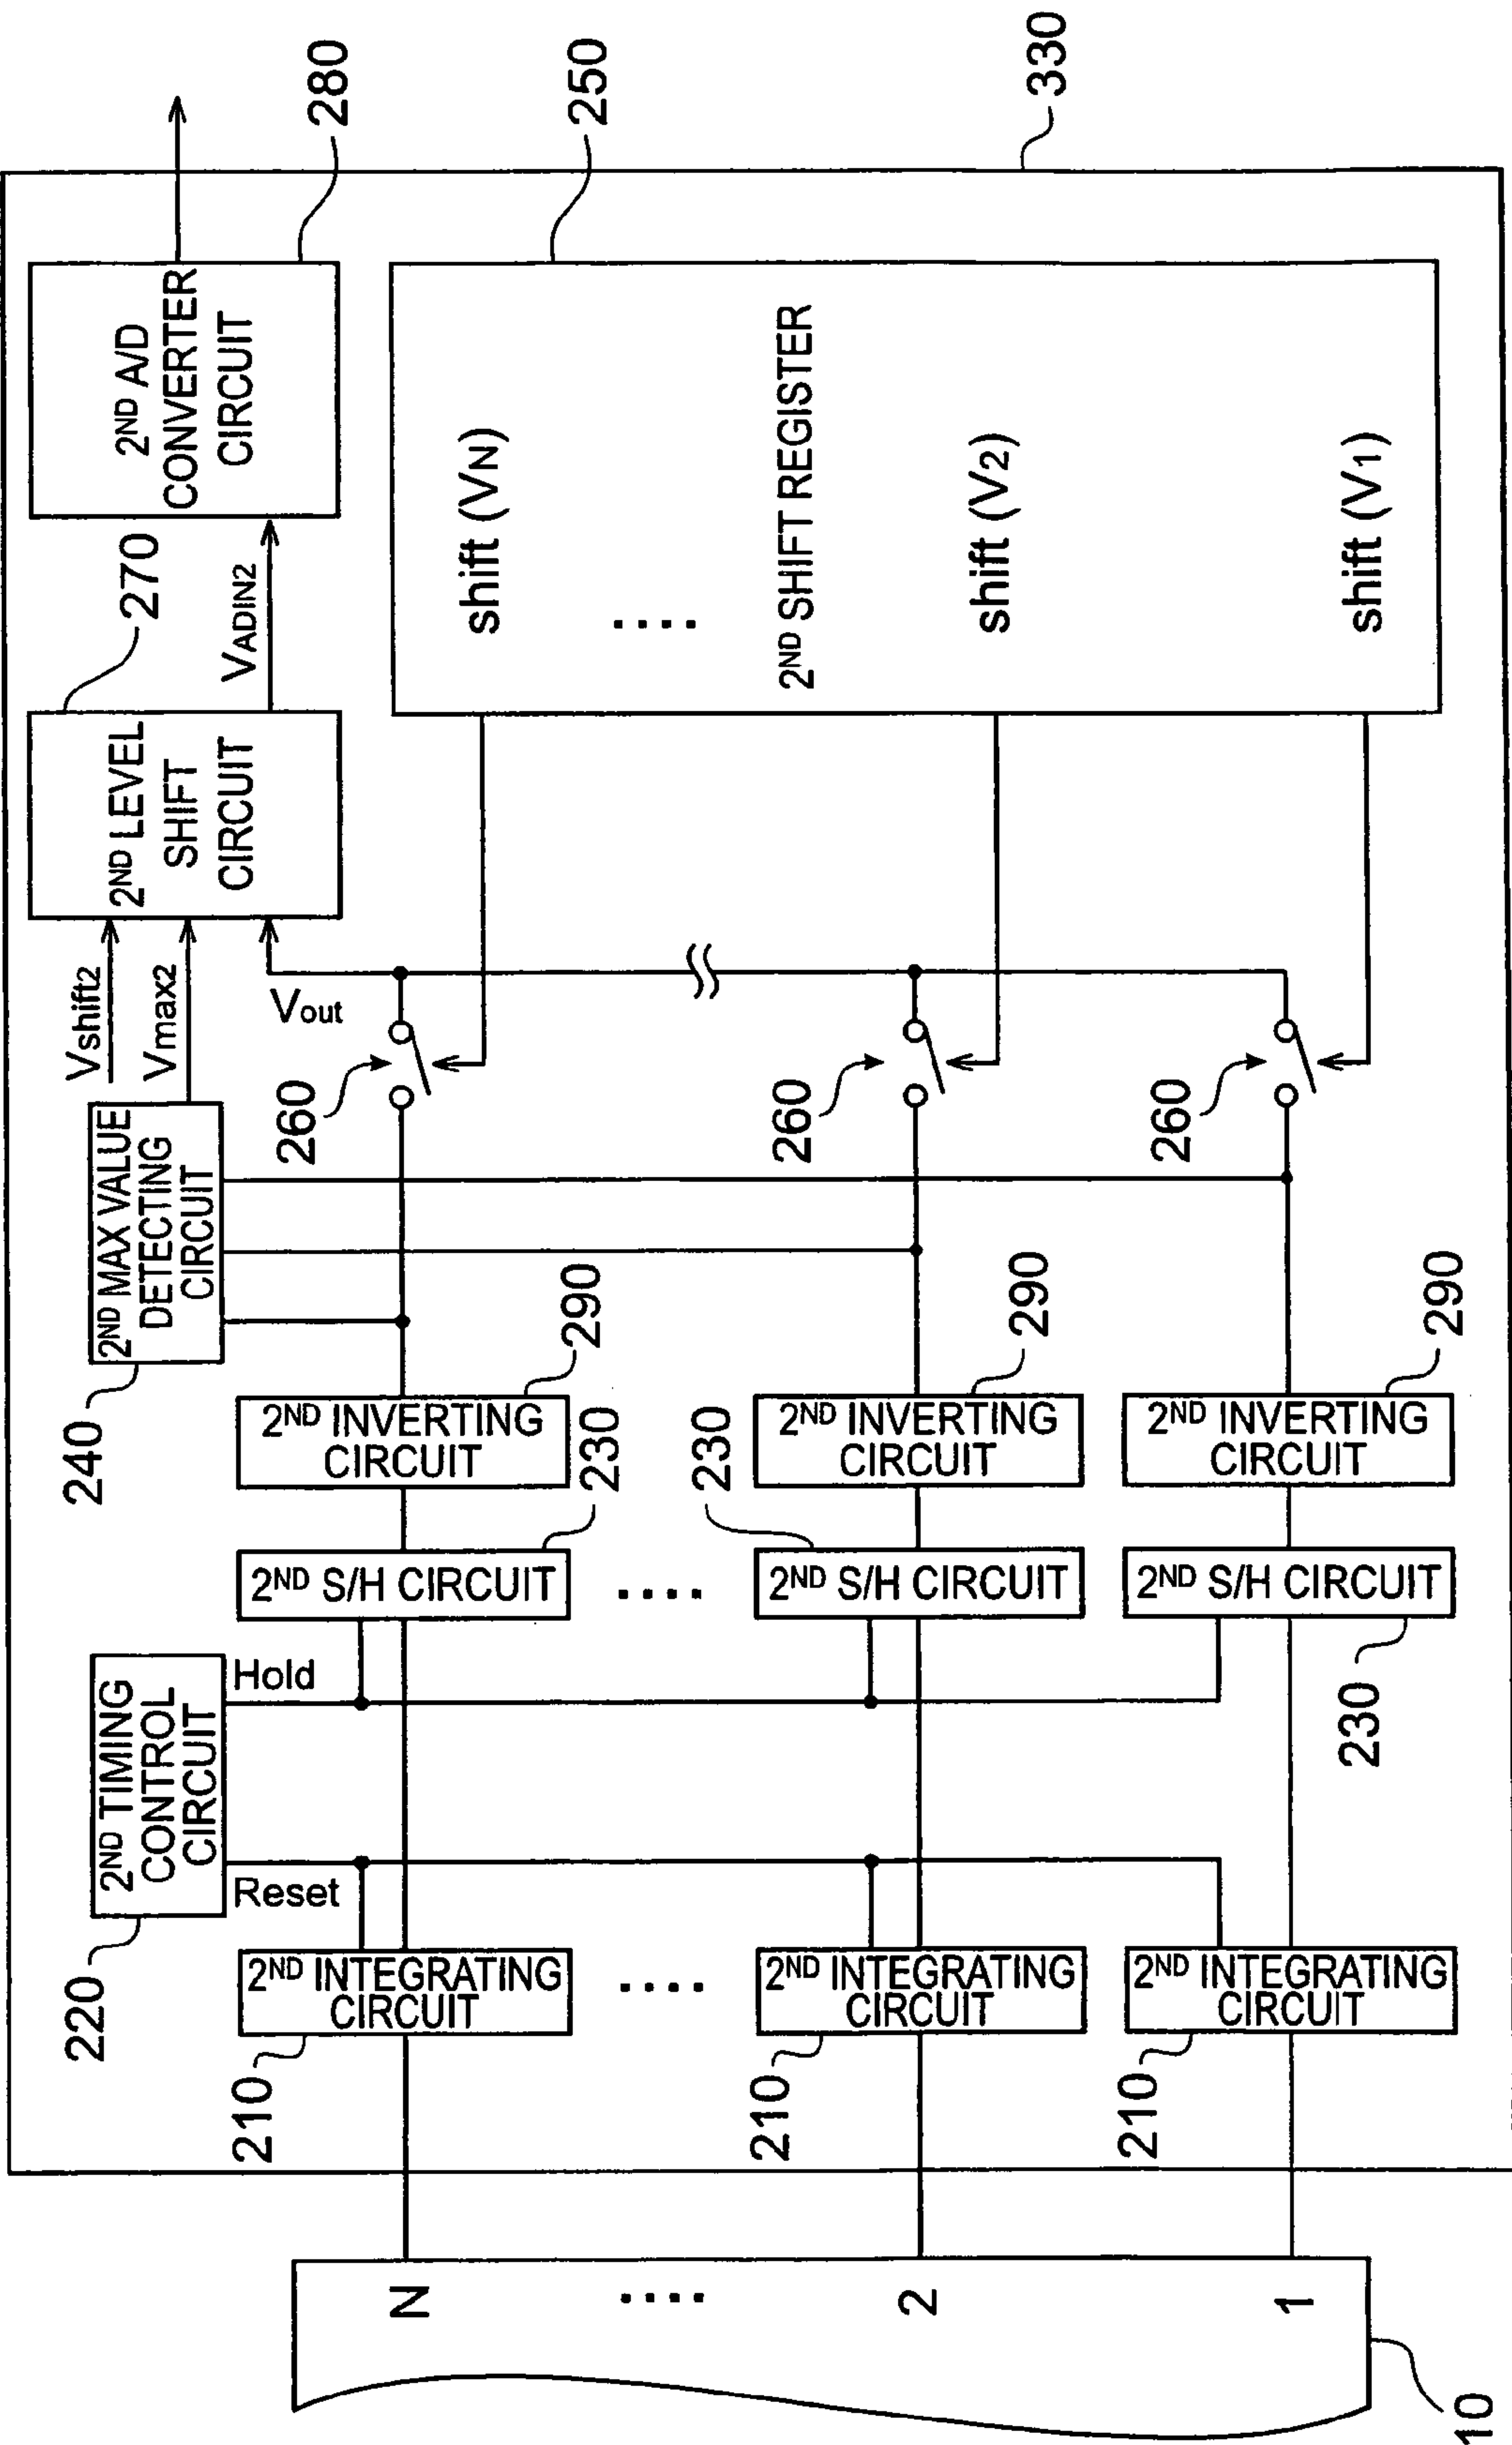 280
250
330
2ND A/D
CONVERTER
CIRCUIT
270
VADIN2
2ND LEVEL
SHIFT
CIRCUIT
2ND SHIFT REGISTER
shift (VN)
....
shift (V2)
shift (V1)
Vshift2
Vmax2
Vout
260
260
260
2ND MAX VALUE
DETECTING
CIRCUIT
240
290
290
290
2ND INVERTING
CIRCUIT
2ND INVERTING
CIRCUIT
2ND INVERTING
CIRCUIT
230
230
230
2ND S/H CIRCUIT
....
2ND S/H CIRCUIT
2ND S/H CIRCUIT
2ND TIMING
CONTROL
CIRCUIT
Hold
Reset
220
2ND INTEGRATING
CIRCUIT
....
2ND INTEGRATING
CIRCUIT
2ND INTEGRATING
CIRCUIT
210
210
210
N
....
2
1
10